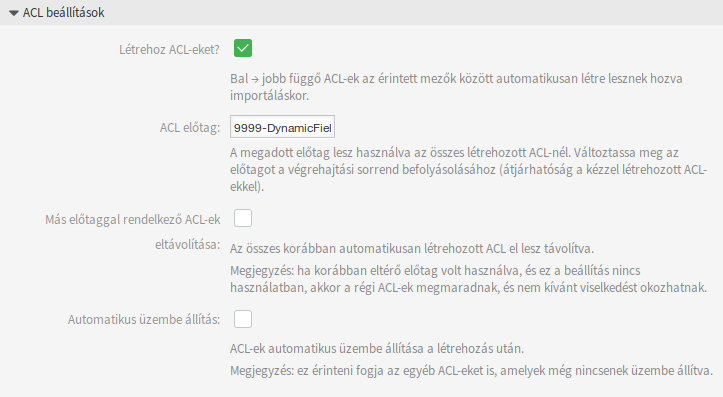 ACL beállítások
Létrehoz ACL-eket?
Bal → jobb függő ACL-ek az érintett mezők között automatikusan létre lesznek hozva
importáláskor.
ACL előtag:
9999-DynamicFiel
A megadott előtag lesz használva az összes létrehozott ACL-nél. Változtassa meg az
előtagot a végrehajtási sorrend befolyásolásához (átjárhatóság a kézzel létrehozott ACL-
ekkel).
Más előtaggal rendelkező ACL-ek
eltávolítása:
Az összes korábban automatikusan létrehozott ACL el lesz távolítva.
Megjegyzés: ha korábban eltérő előtag volt használva, és ez a beállítás nincs
használatban, akkor a régi ACL-ek megmaradnak, és nem kívánt viselkedést okozhatnak.
Automatikus üzembe állítás:
ACL-ek automatikus üzembe állítása a létrehozás után.
Megjegyzés: ez érinteni fogja az egyéb ACL-eket is, amelyek még nincsenek üzembe állítva.